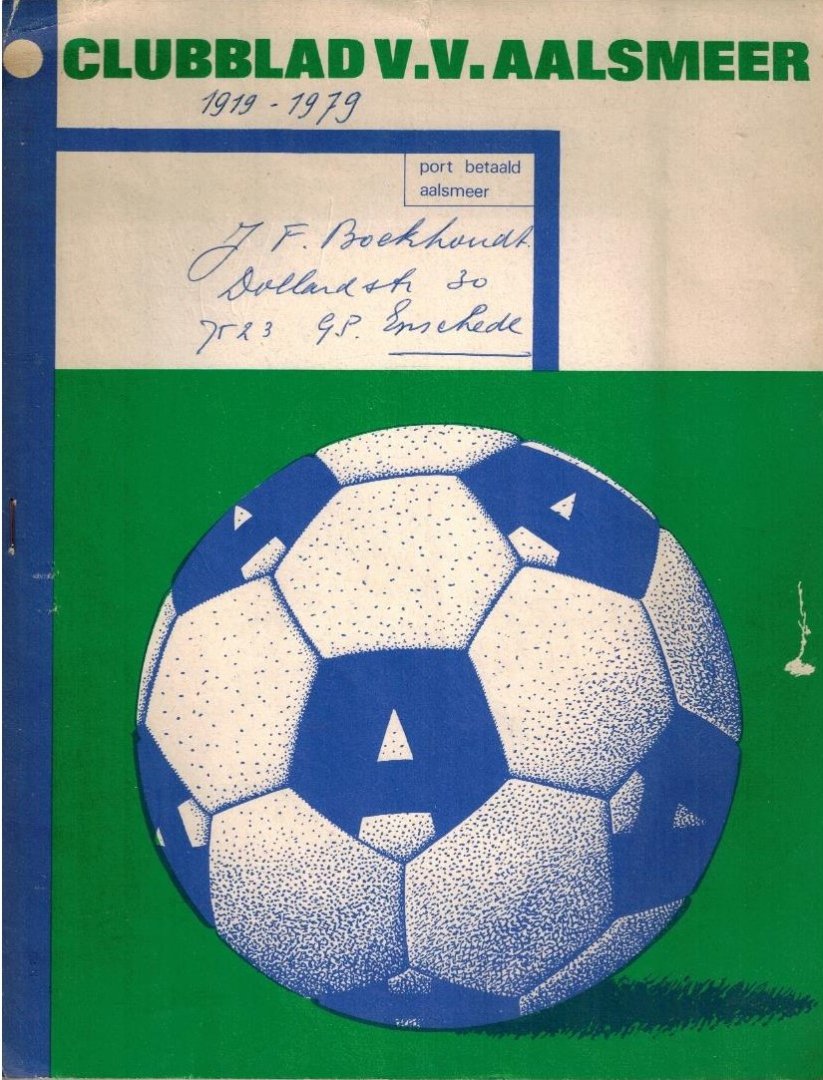 CLUBBLAD V.V. AALSMEER
1919 - 1979
port betaald
aalsmeer
J F. Boekhoudt.
Dollardstr 30
7523 GP. Enschede
A
A
A
A
A